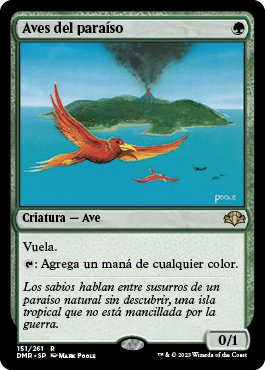 Aves del paraíso
POOLE
Criatura — Ave
Vuela.
: Agrega un maná de cualquier color.
Los sabios hablan entre susurros de un
paraíso natural sin descubrir, una isla
tropical que no está mancillada por la
guerra.
0/1
151/261 R
DMR • SP Mark Poole
™ & © 2023 Wizards of the Coast